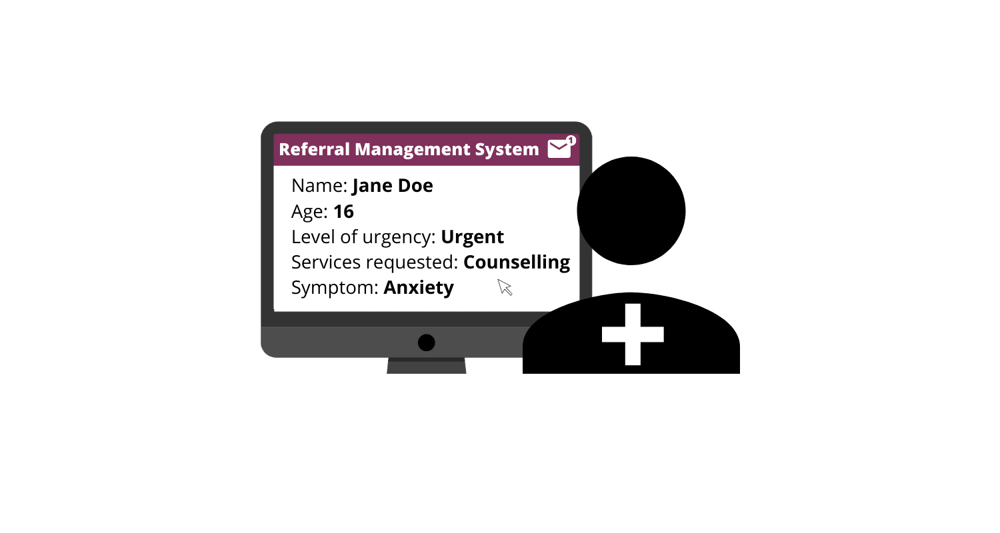 Referral Management System 1
Name: Jane Doe
Age: 16
Level of urgency: Urgent
Services requested: Counselling
Symptom: Anxiety